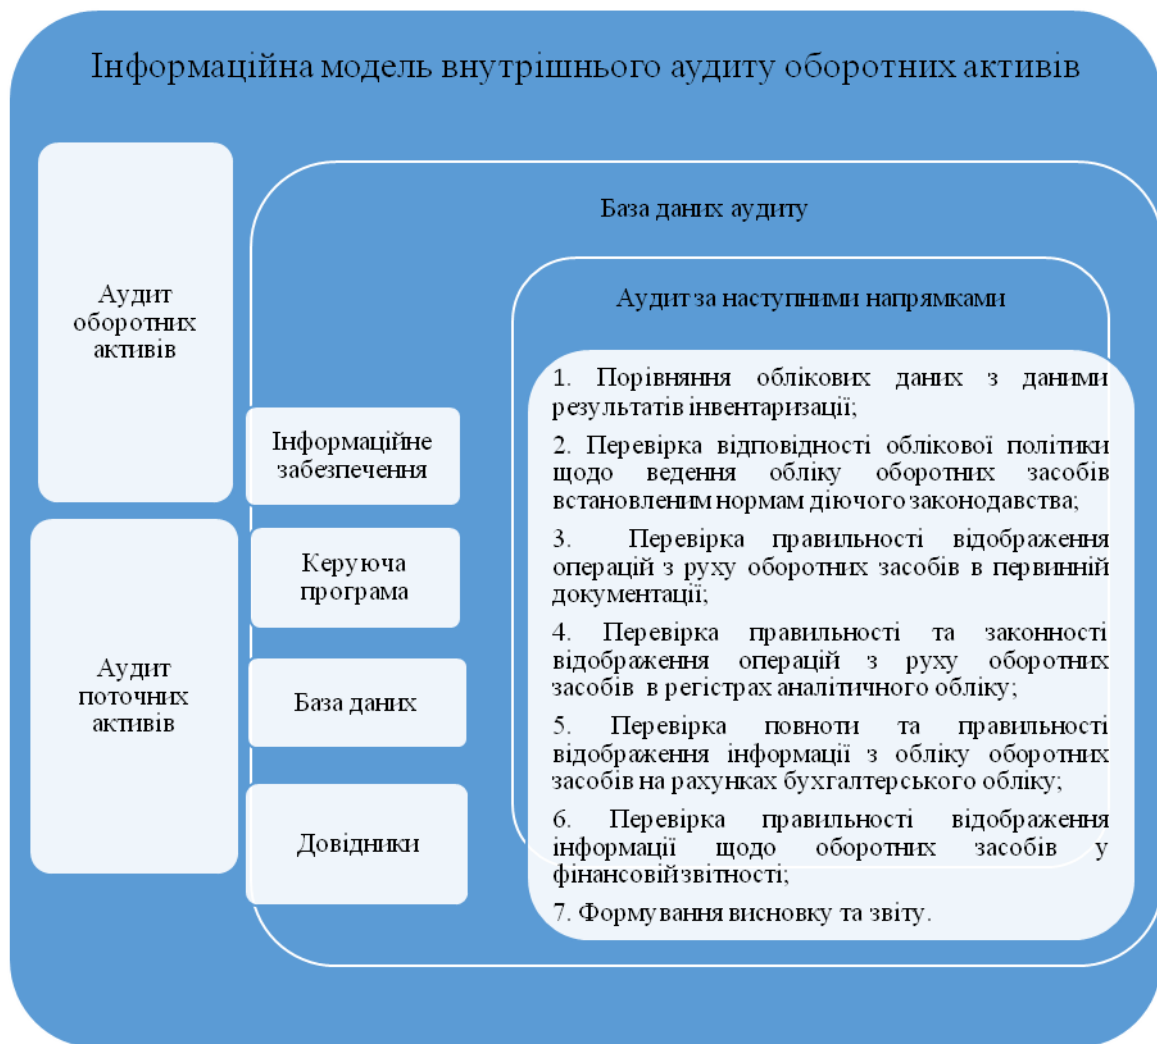 Інформаційна модель внутрішнього аудиту оборотних активів
Аудит
оборотних
активів
Аудит
поточних
активів
База даних аудиту
Інформаційне
забезпечення
Керуюча
програма
База даних
Довідники
Аудит за наступними напрямками
1. Порівняння облікових даних з даними
результатів інвентаризації;
2. Перевірка відповідності облікової політики
щодо ведення обліку оборотних засобів
встановленим нормам діючого законодавства;
3. Перевірка правильності відображення
операцій з руху оборотних засобів в первинній
документації;
4. Перевірка правильності та законності
відображення операцій з руху оборотних
засобів в регістрах аналітичного обліку;
5. Перевірка повноти та правильності
відображення інформації з обліку оборотних
засобів на рахунках бухгалтерського обліку;
6. Перевірка правильності відображення
інформації щодо оборотних засобів у
фінансовій звітності;
7. Формування висновку та звіту.